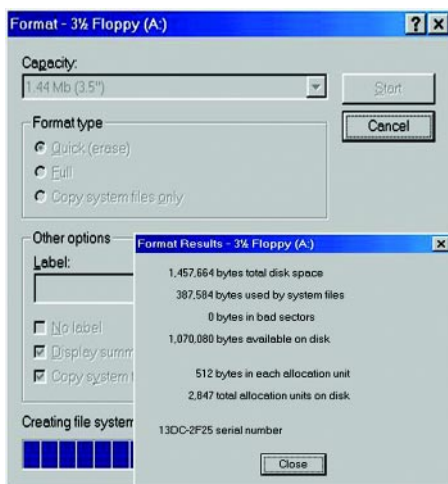 Format - 3½ Floppy (A:)
Capacity:
1.44 Mb (3.5")
Start
Cancel
Format type
Quick (erase)
Full
Copy system files only
Other options
Label:
No label
Display summ
Copy system f
Creating file system
Format Results - 3½ Floppy (A:)
1,457,664 bytes total disk space
387,584 bytes used by system files
0 bytes in bad sectors
1,070,080 bytes available on disk
512 bytes in each allocation unit
2,847 total allocation units on disk
13DC-2F25 serial number
Close